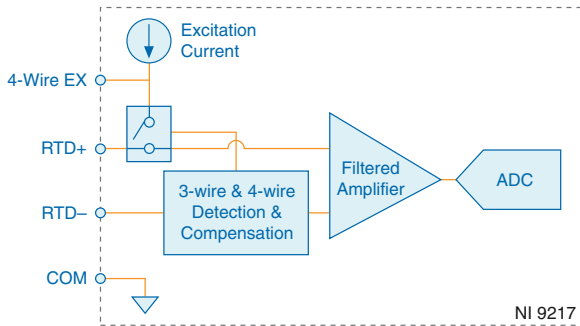 Excitation
Current
4-Wire EX
RTD+
Filtered
Amplifier
ADC
3-wire & 4-wire
Detection &
Compensation
RTD–
COM
NI 9217